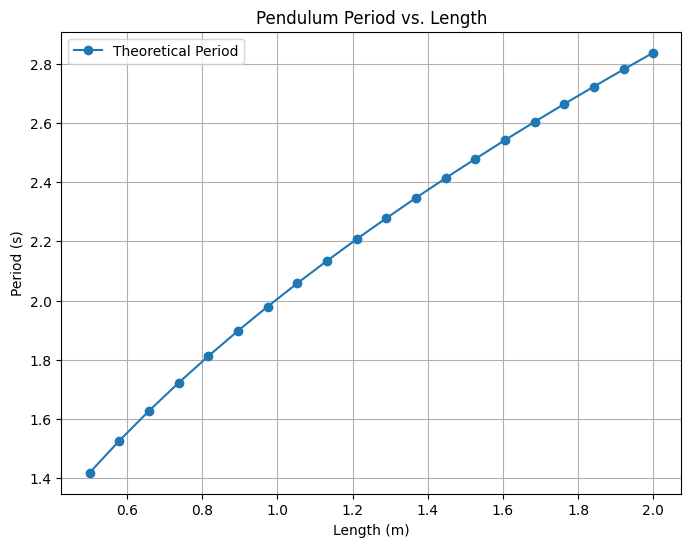 Pendulum Period vs. Length
Theoretical Period
Period (s)
2.8
2.6
2.4
2.2
2.0
1.8
1.6
1.4
0.6 0.8 1.0 1.2 1.4 1.6 1.8 2.0
Length (m)